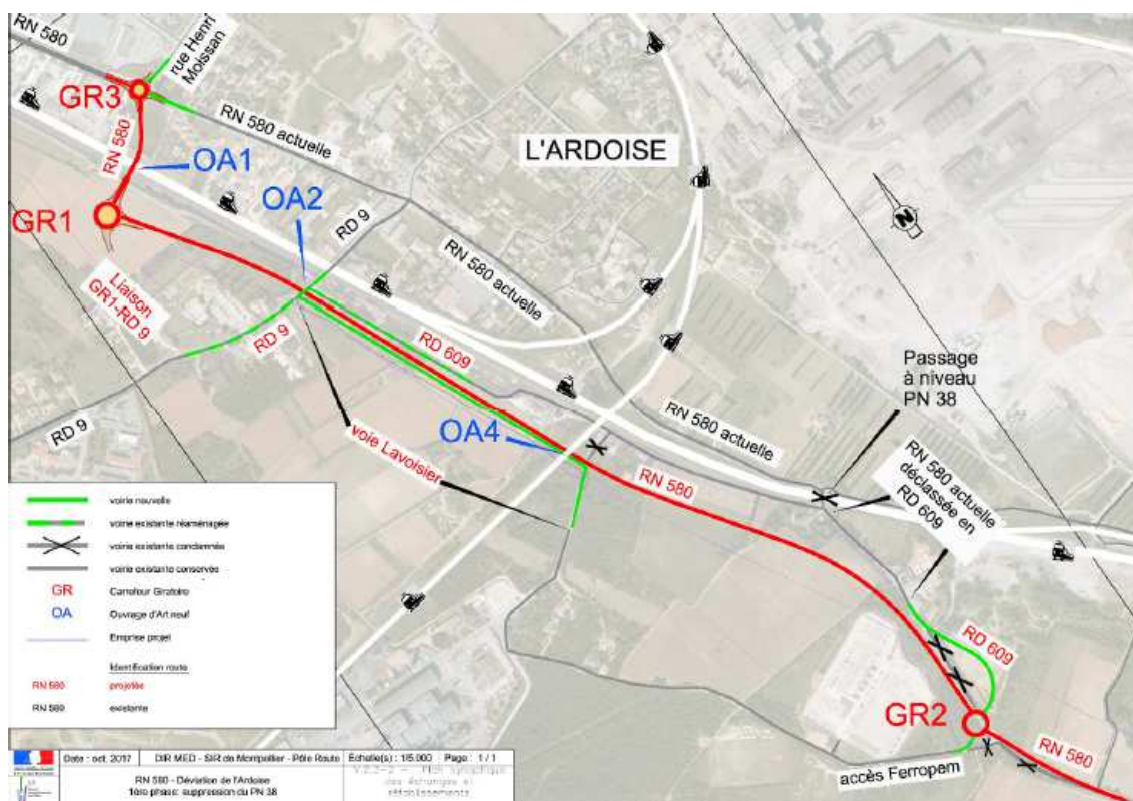 RN 580
rue Henri
Moissan
GR3
RN 580
RN 580 actuelle
OA1
L'ARDOISE
OA2
GR1
RD 9
N
RN 580 actuelle
Liaison
GR1-RD 9
RD 9
RD 609
Passage
à niveau
PN 38
RD 9
voie Lavoisier
OA4
RN 580 actuelle
RN 580
RN 580 actuelle
déclassée en
RD 609
RD 609
GR2
RN 580
accès Ferropem
voirie nouvelle
voirie existante réaménagée
voirie existante condamnée
voirie existante conservée
GR Carrefour Giratoire
OA Ouvrage d'Art neuf
Emprise projet
Identification route
RN 580 projetée
RN 580 existante
Date : oct. 2017 DIR MED - SIR de Montpellier - Pôle Route Échelle(s) : 1/5 000 Page : 1 / 1
RN 580 - Déviation de l'Ardoise
1ère phase: suppression du PN 38
des échanges et
rétablissements